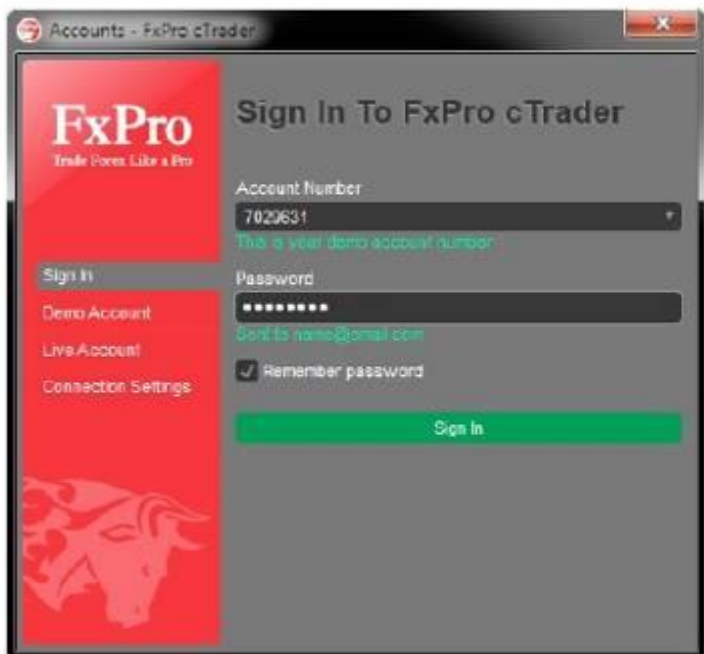 Accounts - FxPro cTrader
FxPro
Trade Forex Like a Pro
Sign In
Demo Account
Live Account
Connection Settings
Sign In To FxPro cTrader
Account Number
7029631
This is your demo account number
Password
••••••••
Sent to name@gmail.com
Remember password
Sign In